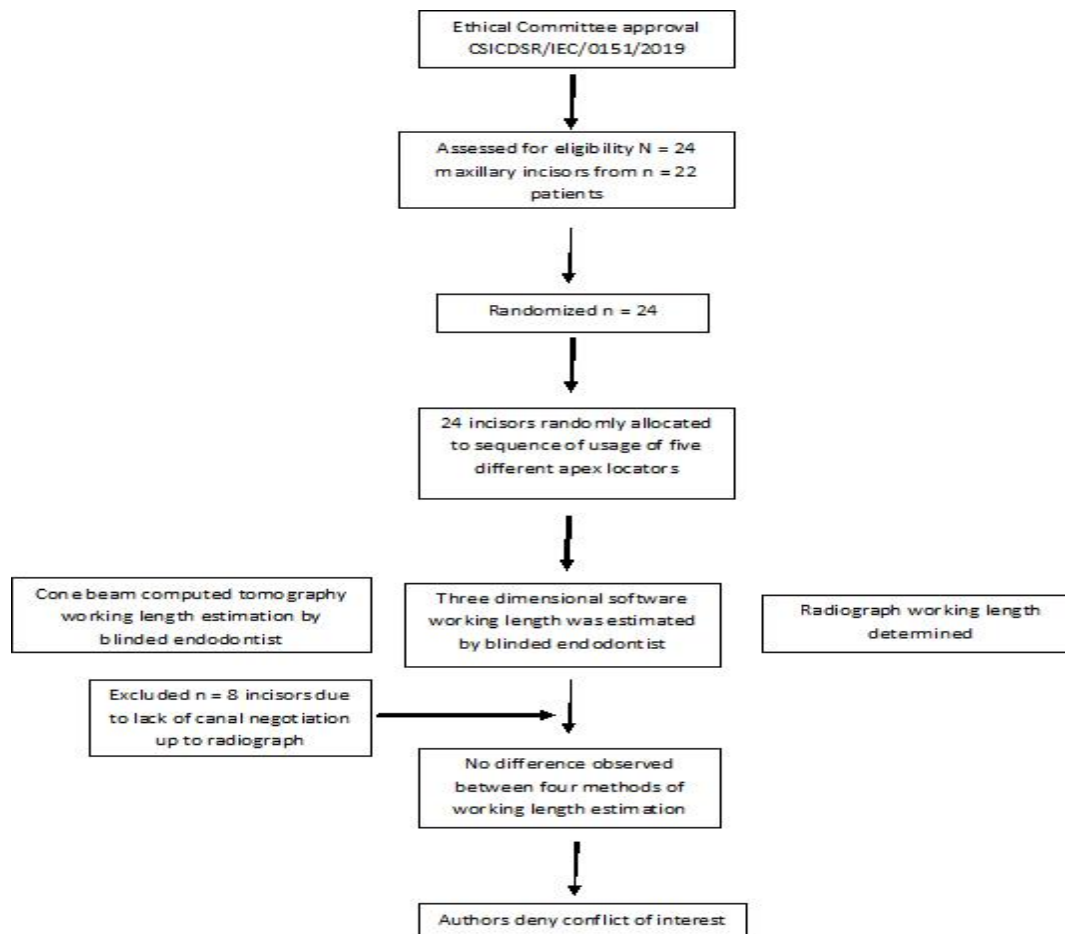 Ethical Committee approval
CSICDSR/IEC/0151/2019
Assessed for eligibility N = 24
maxillary incisors from n = 22
patients
Randomized n = 24
24 incisors randomly allocated
to sequence of usage of five
different apex locators
Cone beam computed tomography
working length estimation by
blinded endodontist
Three dimensional software
working length was estimated
by blinded endodontist
Radiograph working length
determined
Excluded n = 8 incisors due
to lack of canal negotiation
up to radiograph
No difference observed
between four methods of
working length estimation
Authors deny conflict of interest